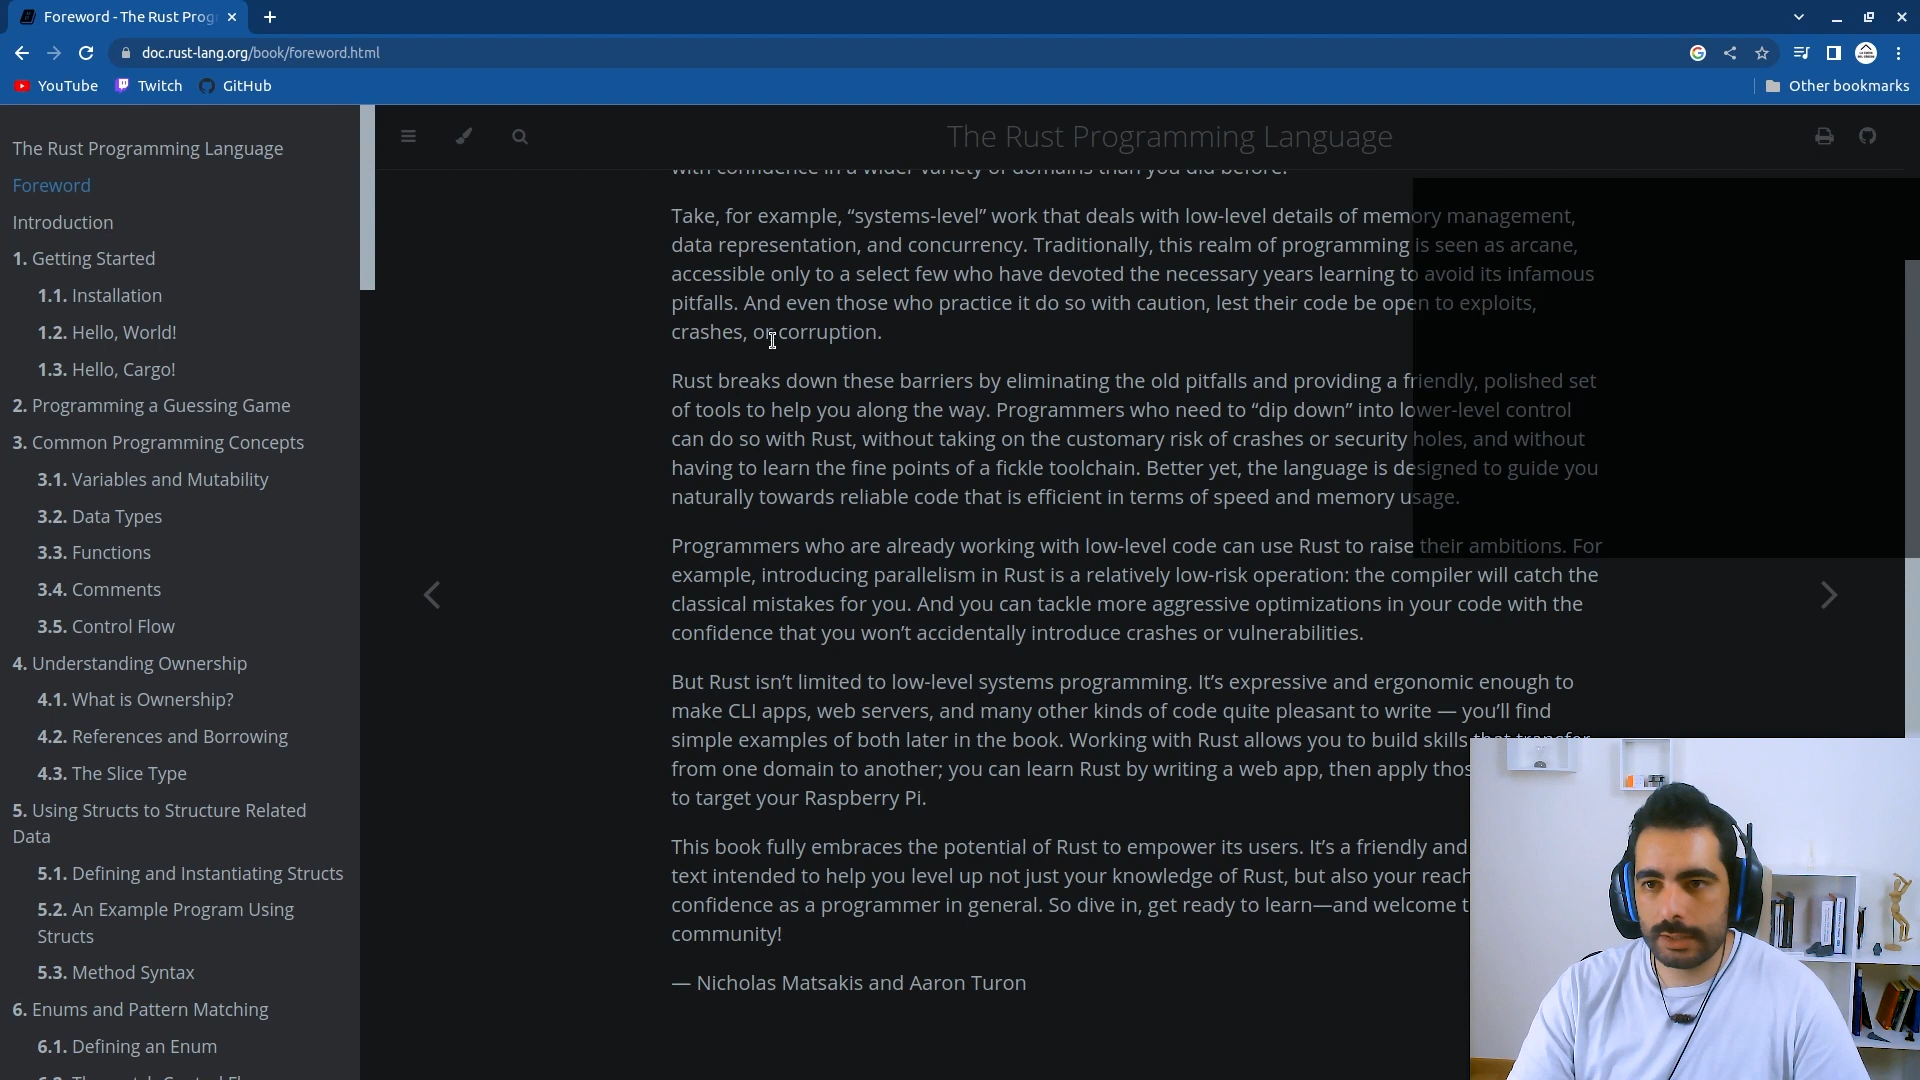 Foreword - The Rust Prog
doc.rust-lang.org/book/foreword.html
YouTube
Twitch
GitHub
Other bookmarks
The Rust Programming Language
Foreword
Introduction
1. Getting Started
1.1. Installation
1.2. Hello, World!
1.3. Hello, Cargo!
2. Programming a Guessing Game
3. Common Programming Concepts
3.1. Variables and Mutability
3.2. Data Types
3.3. Functions
3.4. Comments
3.5. Control Flow
4. Understanding Ownership
4.1. What is Ownership?
4.2. References and Borrowing
4.3. The Slice Type
5. Using Structs to Structure Related
Data
5.1. Defining and Instantiating Structs
5.2. An Example Program Using
Structs
5.3. Method Syntax
6. Enums and Pattern Matching
6.1. Defining an Enum
The Rust Programming Language
with confidence in a wider variety of domains than you did before.
Take, for example, “systems-level” work that deals with low-level details of memory management,
data representation, and concurrency. Traditionally, this realm of programming is seen as arcane,
accessible only to a select few who have devoted the necessary years learning to avoid its infamous
pitfalls. And even those who practice it do so with caution, lest their code be open to exploits,
crashes, or corruption.
Rust breaks down these barriers by eliminating the old pitfalls and providing a friendly, polished set
of tools to help you along the way. Programmers who need to “dip down” into lower-level control
can do so with Rust, without taking on the customary risk of crashes or security holes, and without
having to learn the fine points of a fickle toolchain. Better yet, the language is designed to guide you
naturally towards reliable code that is efficient in terms of speed and memory usage.
Programmers who are already working with low-level code can use Rust to raise their ambitions. For
example, introducing parallelism in Rust is a relatively low-risk operation: the compiler will catch the
classical mistakes for you. And you can tackle more aggressive optimizations in your code with the
confidence that you won’t accidentally introduce crashes or vulnerabilities.
But Rust isn’t limited to low-level systems programming. It’s expressive and ergonomic enough to
make CLI apps, web servers, and many other kinds of code quite pleasant to write — you’ll find
simple examples of both later in the book. Working with Rust allows you to build skills that transfer
from one domain to another; you can learn Rust by writing a web app, then apply thos
to target your Raspberry Pi.
This book fully embraces the potential of Rust to empower its users. It’s a friendly and
text intended to help you level up not just your knowledge of Rust, but also your reach
confidence as a programmer in general. So dive in, get ready to learn—and welcome t
community!
— Nicholas Matsakis and Aaron Turon